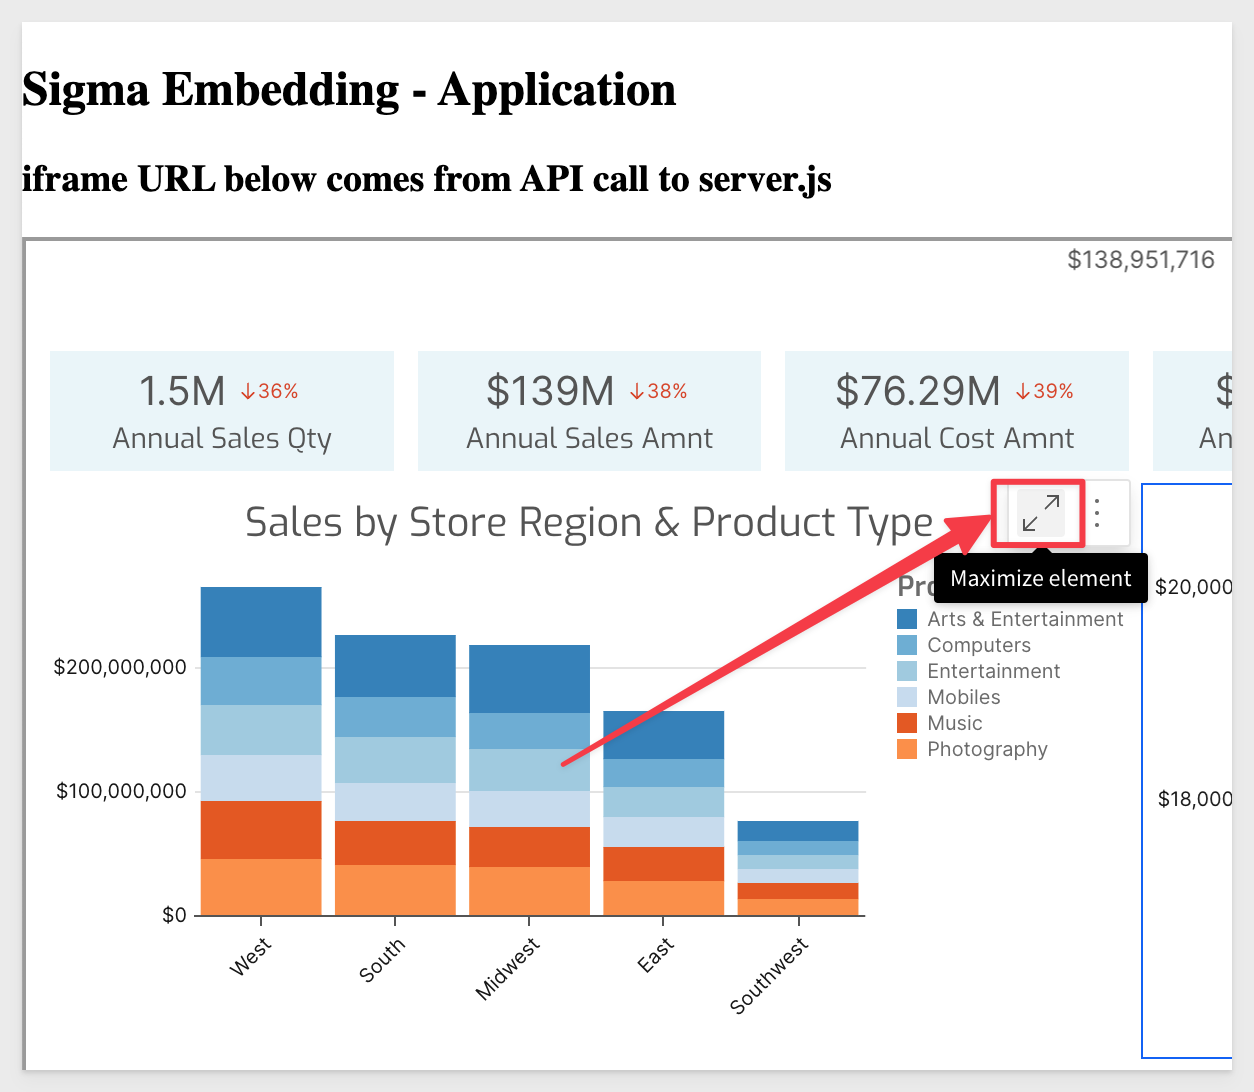 Sigma Embedding - Application
iframe URL below comes from API call to server.js
$138,951,716
1.5M ↓36%
Annual Sales Qty
$139M ↓38%
Annual Sales Amnt
$76.29M ↓39%
Annual Cost Amnt
$
Sales by Store Region & Product Type
Maximize element
Arts & Entertainment
Computers
Entertainment
Mobiles
Music
Photography
$200,000,000
$100,000,000
$0
West
South
Midwest
East
Southwest
$20,000
$18,000